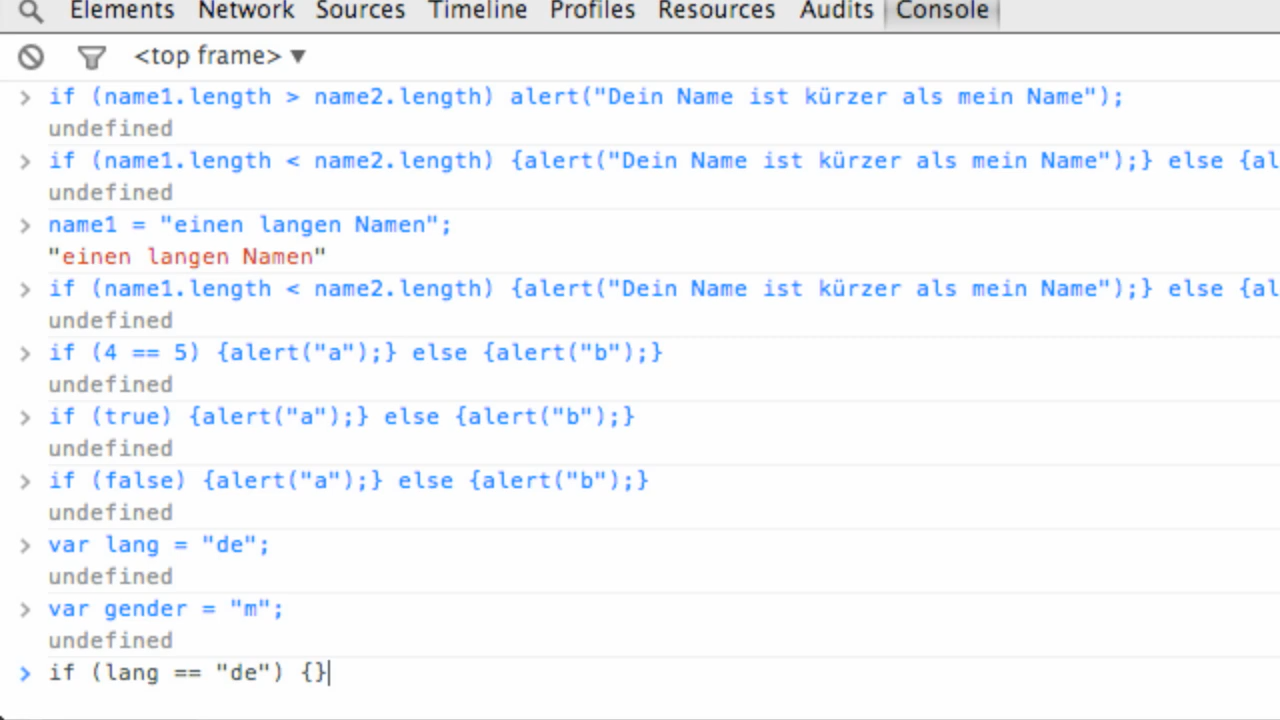 Elements Network Sources Timeline Profiles Resources Audits Console
<top frame> ▼
> if (name1.length > name2.length) alert("Dein Name ist kürzer als mein Name");
undefined
> if (name1.length < name2.length) {alert("Dein Name ist kürzer als mein Name");} else {al
undefined
> name1 = "einen langen Namen";
"einen langen Namen"
> if (name1.length < name2.length) {alert("Dein Name ist kürzer als mein Name");} else {al
undefined
> if (4 == 5) {alert("a");} else {alert("b");}
undefined
> if (true) {alert("a");} else {alert("b");}
undefined
> if (false) {alert("a");} else {alert("b");}
undefined
> var lang = "de";
undefined
> var gender = "m";
undefined
> if (lang == "de") {}